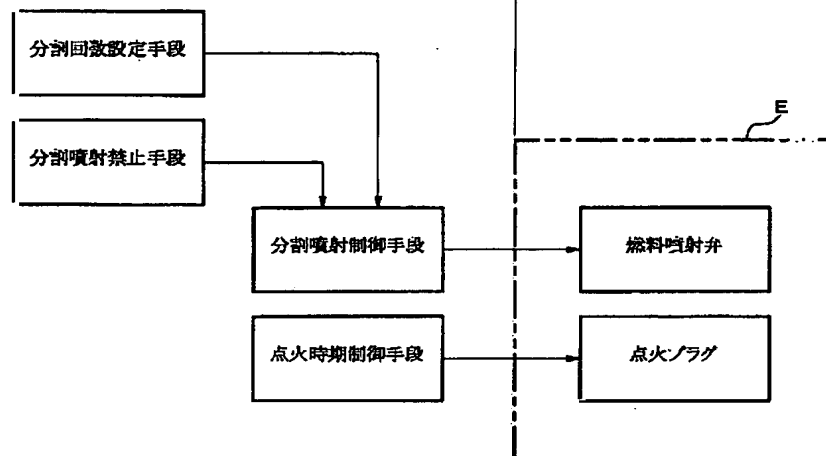 分割回数設定手段
E
分割噴射禁止手段
分割噴射制御手段
燃料噴射弁
点火時期制御手段
点火プラグ